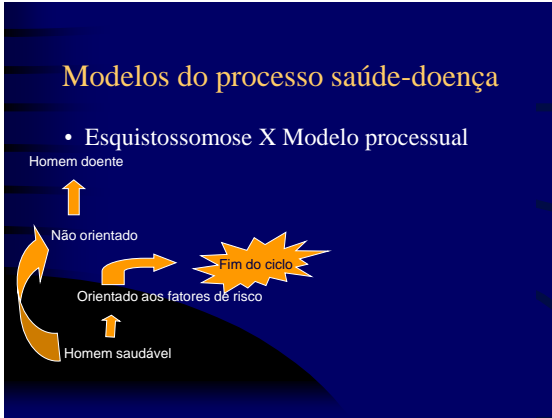 Modelos do processo saúde-doença
• Esquistossomose X Modelo processual
Homem doente
Não orientado
Fim do ciclo
Orientado aos fatores de risco
Homem saudável